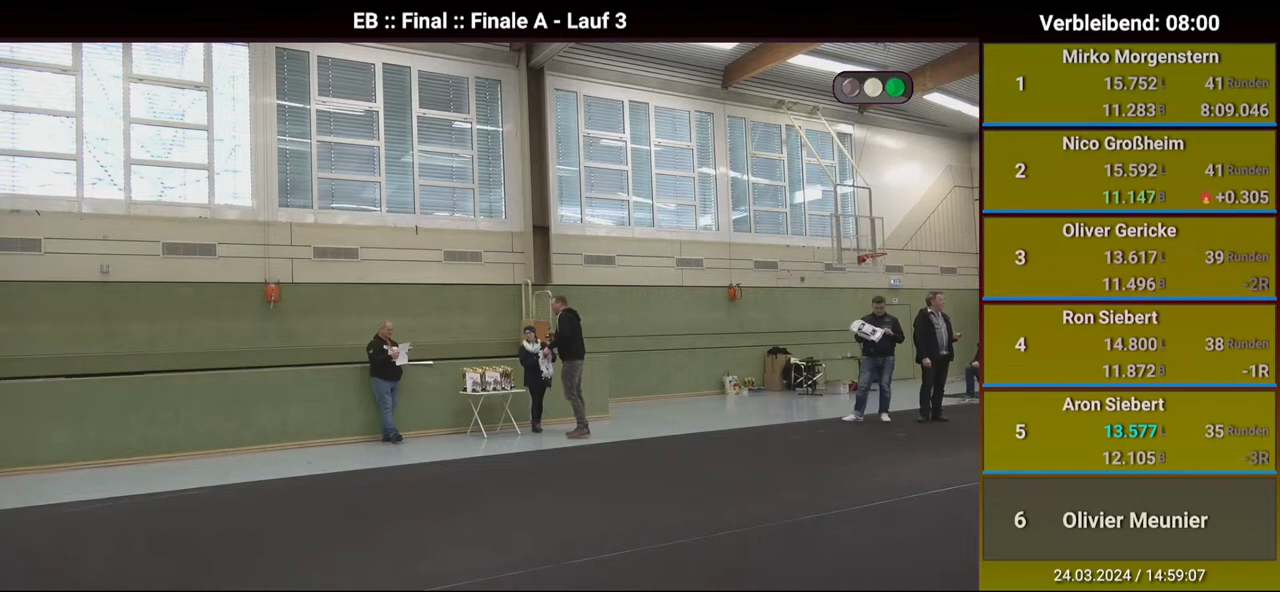 EB :: Final :: Finale A - Lauf 3
Verbleibend: 08:00
Mirko Morgenstern
1 15.752 L 41 Runden
11.283 B 8:09.046
Nico Großheim
2 15.592 L 41 Runden
11.147 B 🔥+0.305
Oliver Gericke
3 13.617 L 39 Runden
11.496 B -2R
Ron Siebert
4 14.800 L 38 Runden
11.872 B -1R
Aron Siebert
5 13.577 L 35 Runden
12.105 B -3R
6 Olivier Meunier
24.03.2024 / 14:59:07